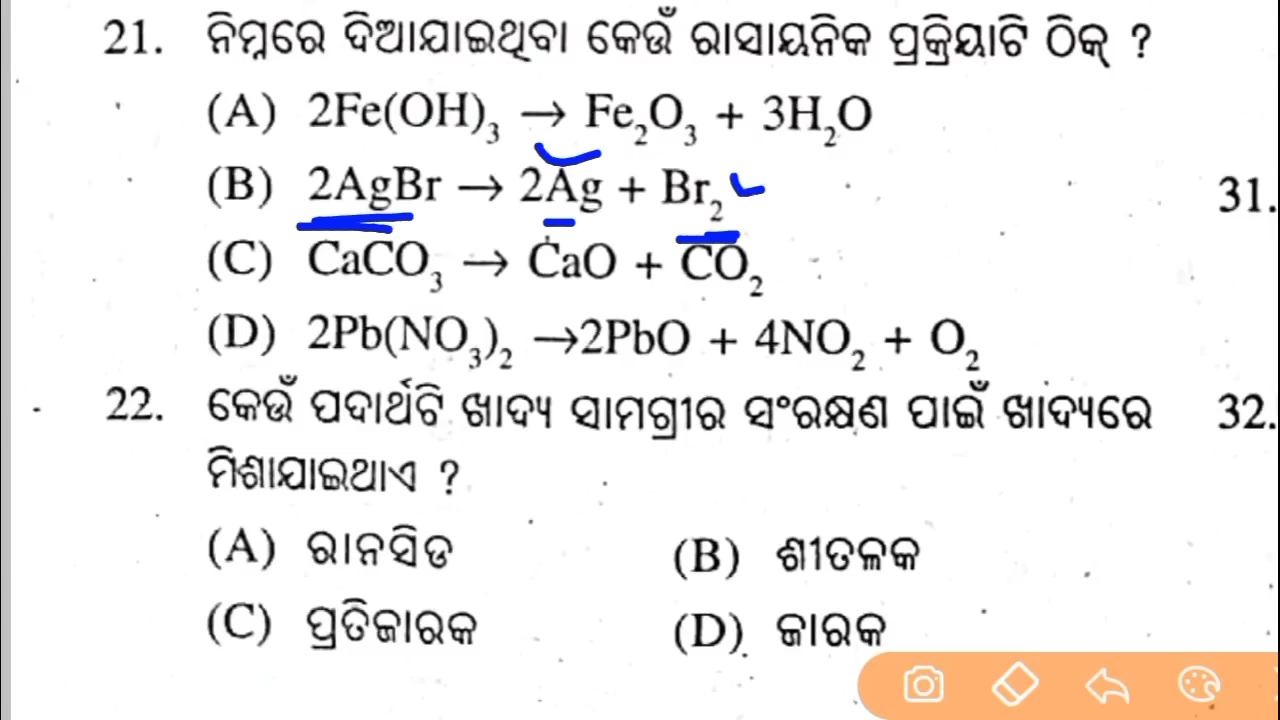 21. ନିମ୍ନରେ ଦିଆଯାଇଥିବା କେଉଁ ରାସାୟନିକ ପ୍ରକ୍ରିୟାଟି ଠିକ୍ ?
(A) 2Fe(OH)₃ → Fe₂O₃ + 3H₂O
(B) 2AgBr → 2Ag + Br₂
(C) CaCO₃ → CaO + CO₂
(D) 2Pb(NO₃)₂ →2PbO + 4NO₂ + O₂
22. କେଉଁ ପଦାର୍ଥଟି ଖାଦ୍ୟ ସାମଗ୍ରୀର ସଂରକ୍ଷଣ ପାଇଁ ଖାଦ୍ୟରେ
ମିଶାଯାଇଥାଏ ?
(A) ରାନସିଡ (B) ଶୀତଳକ
(C) ପ୍ରତିଜାରକ (D) ଜାରକ
31.
32.